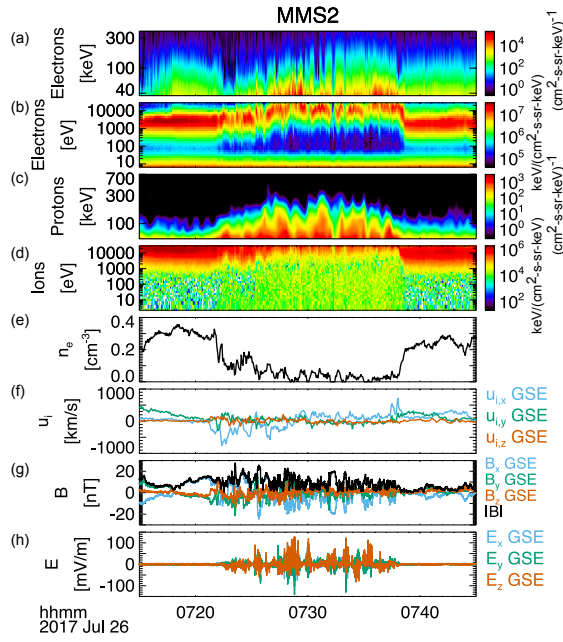 MMS2
(a)
Electrons
[keV]
300
100
40
10^4
10^2
10^0
(cm^2-s-sr-keV)^-1
(b)
Electrons
[eV]
10000
1000
100
10
10^7
10^6
10^5
keV/(cm^2-s-sr-keV)
(c)
Protons
[keV]
700
100
10^3
10^2
10^1
10^0
10^-1
(cm^2-s-sr-keV)^-1
(d)
Ions
[eV]
10000
1000
100
10
10^6
10^4
10^2
keV/(cm^2-s-sr-keV)
(e)
n_e
[cm^-3]
0.4
0.2
0.0
(f)
u_i
[km/s]
1000
0
-1000
u_i,x GSE
u_i,y GSE
u_i,z GSE
(g)
B
[nT]
20
0
-20
B_x GSE
B_y GSE
B_z GSE
|B|
(h)
E
[mV/m]
100
0
-100
E_x GSE
E_y GSE
E_z GSE
hhmm 0720 0730 0740
2017 Jul 26